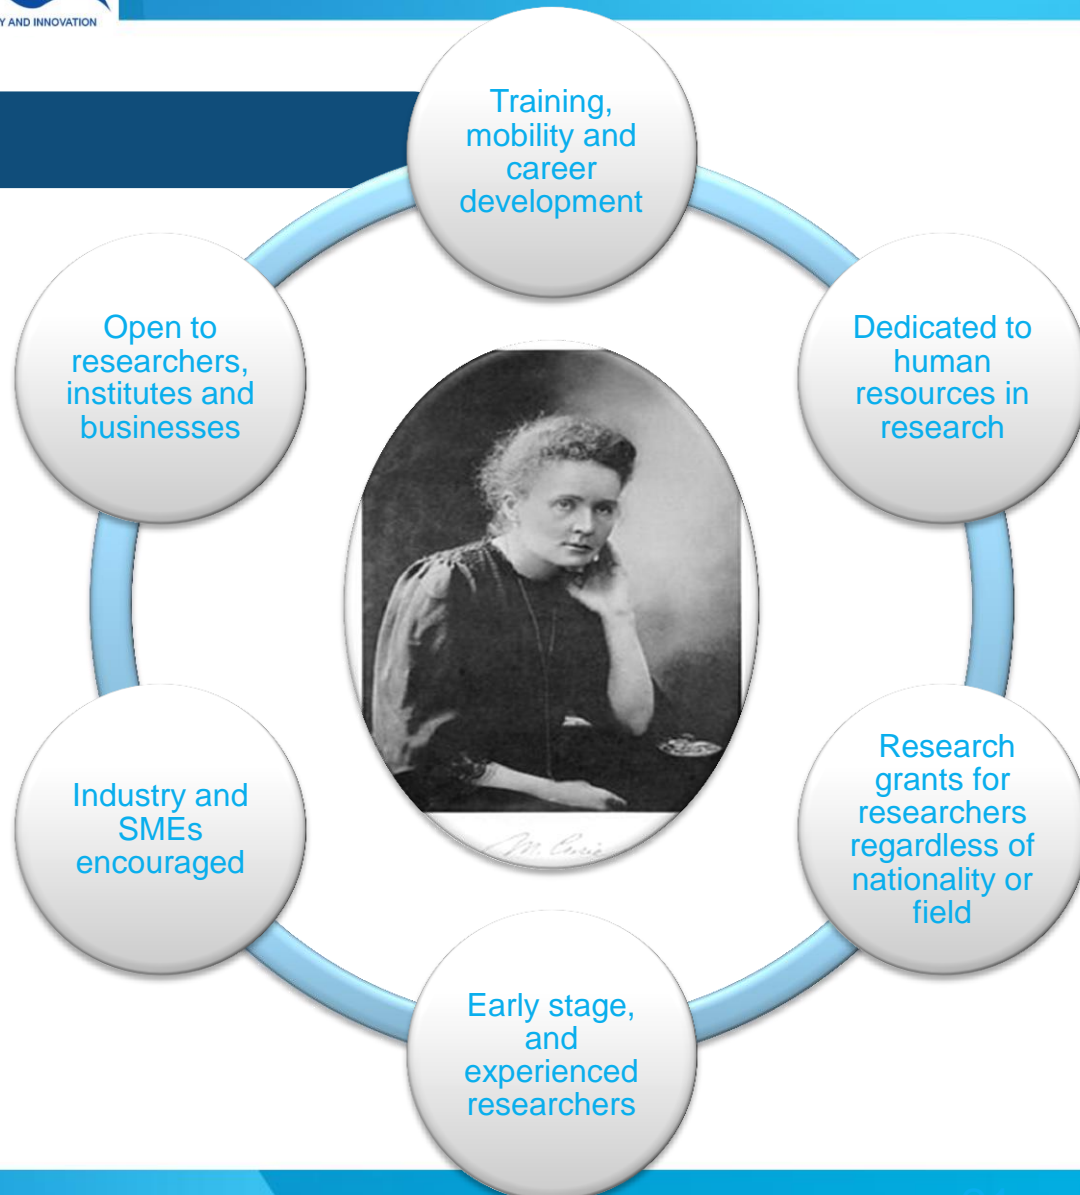 Y AND INNOVATION
Training,
mobility and
career
development
Dedicated to
human
resources in
research
Research
grants for
researchers
regardless of
nationality or
field
Early stage,
and
experienced
researchers
Industry and
SMEs
encouraged
Open to
researchers,
institutes and
businesses
M. Curie